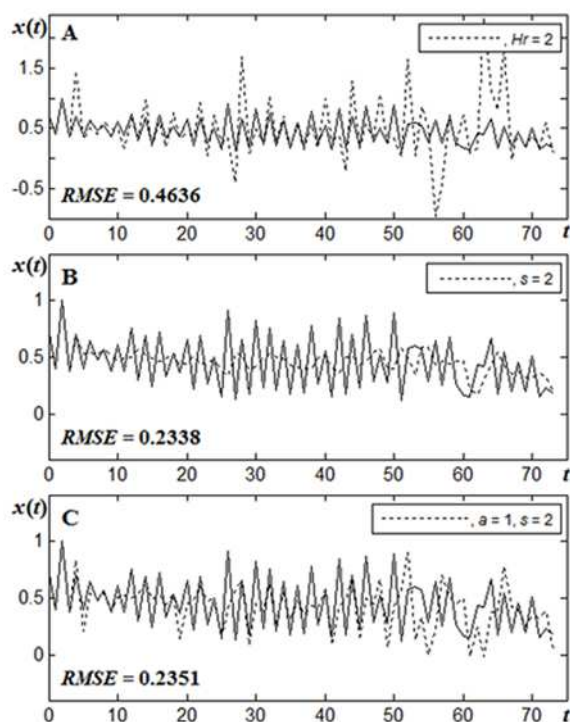 x(t)
A
, Hr = 2
1.5
0.5
-0.5
RMSE = 0.4636
0 10 20 30 40 50 60 70 t
x(t)
B
, s = 2
1
0.5
0
RMSE = 0.2338
0 10 20 30 40 50 60 70 t
x(t)
C
, a = 1, s = 2
1
0.5
0
RMSE = 0.2351
0 10 20 30 40 50 60 70 t